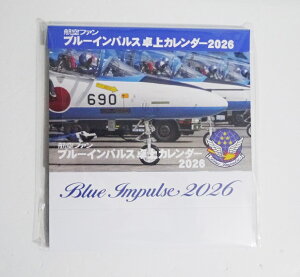 航空ファン
ブルーインパルス 卓上カレンダー2026
690
航空ファン
ブルーインパルス 卓上カレンダー
2026
Blue Impulse 2026